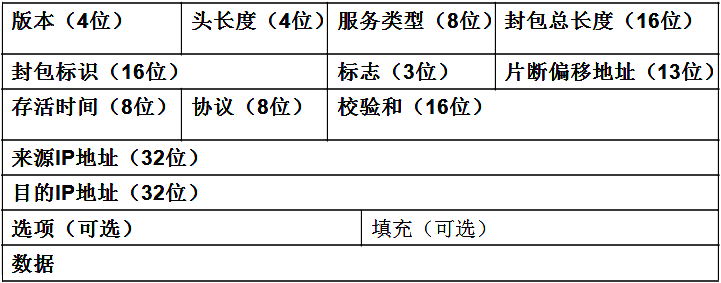 版本（4位） 头长度（4位） 服务类型（8位） 封包总长度（16位）
封包标识（16位） 标志（3位） 片断偏移地址（13位）
存活时间（8位） 协议（8位） 校验和（16位）
来源IP地址（32位）
目的IP地址（32位）
选项（可选） 填充（可选）
数据